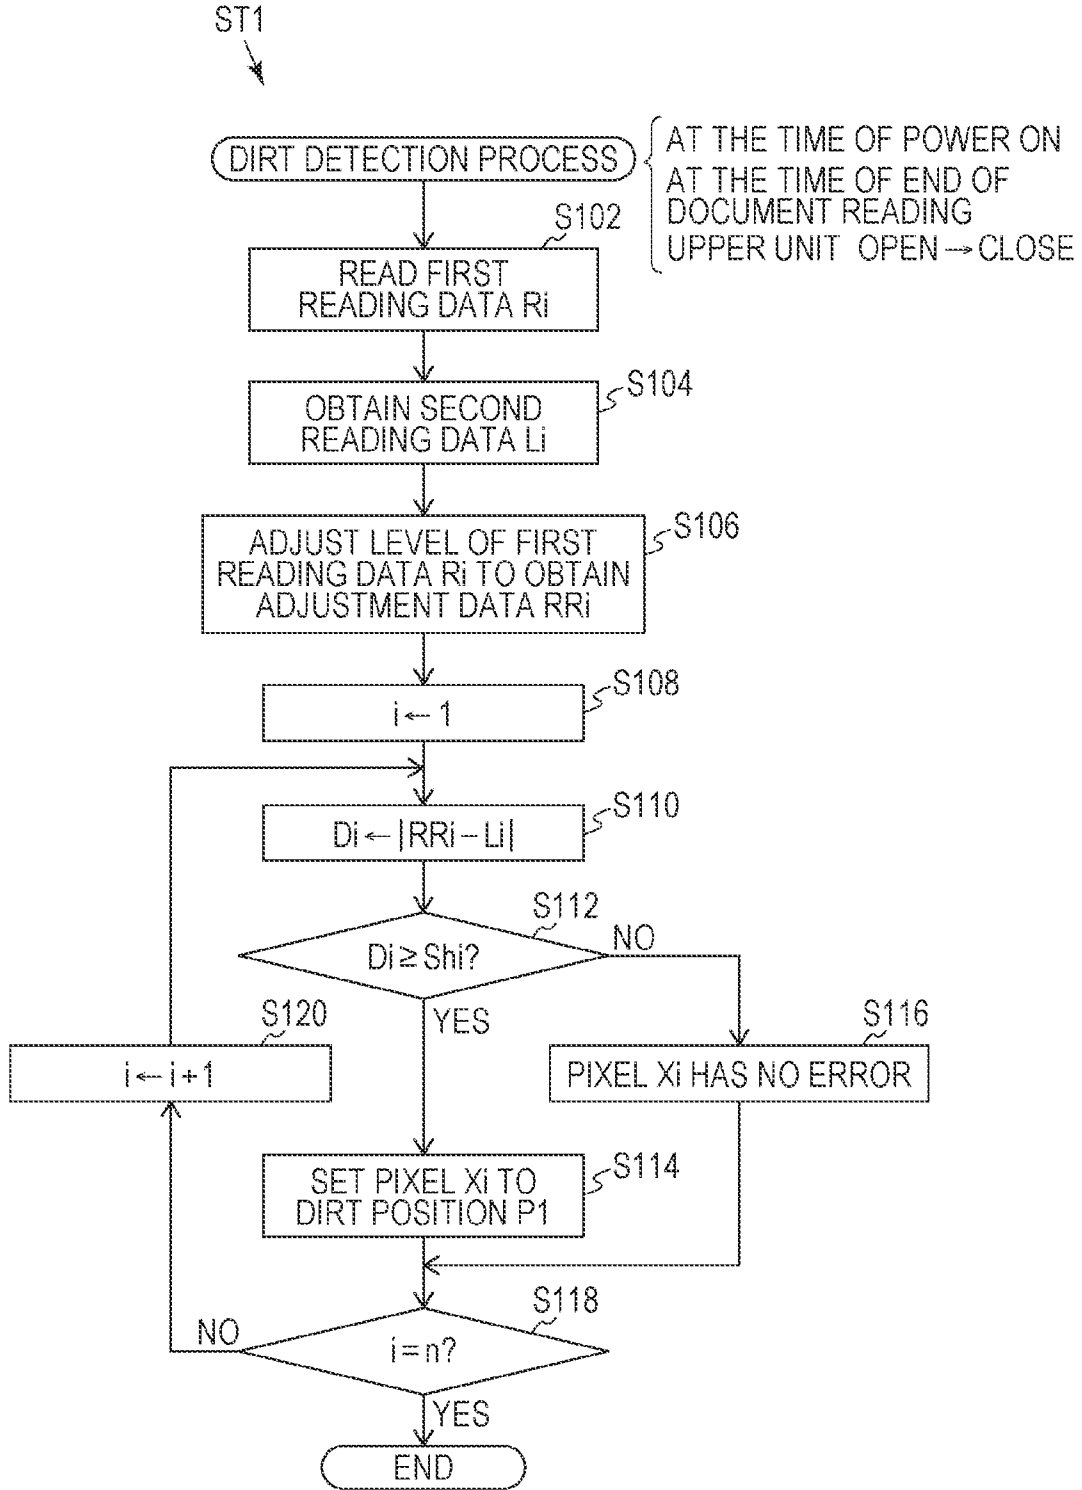 ST1
DIRT DETECTION PROCESS
AT THE TIME OF POWER ON
AT THE TIME OF END OF
DOCUMENT READING
UPPER UNIT OPEN → CLOSE
S102
READ FIRST
READING DATA Ri
S104
OBTAIN SECOND
READING DATA Li
S106
ADJUST LEVEL OF FIRST
READING DATA Ri TO OBTAIN
ADJUSTMENT DATA RRi
S108
i ← 1
S110
Di ← |RRi − Li|
S112
Di ≥ Shi?
NO
YES
S120
i ← i + 1
S116
PIXEL Xi HAS NO ERROR
S114
SET PIXEL Xi TO
DIRT POSITION P1
S118
NO
i = n?
YES
END